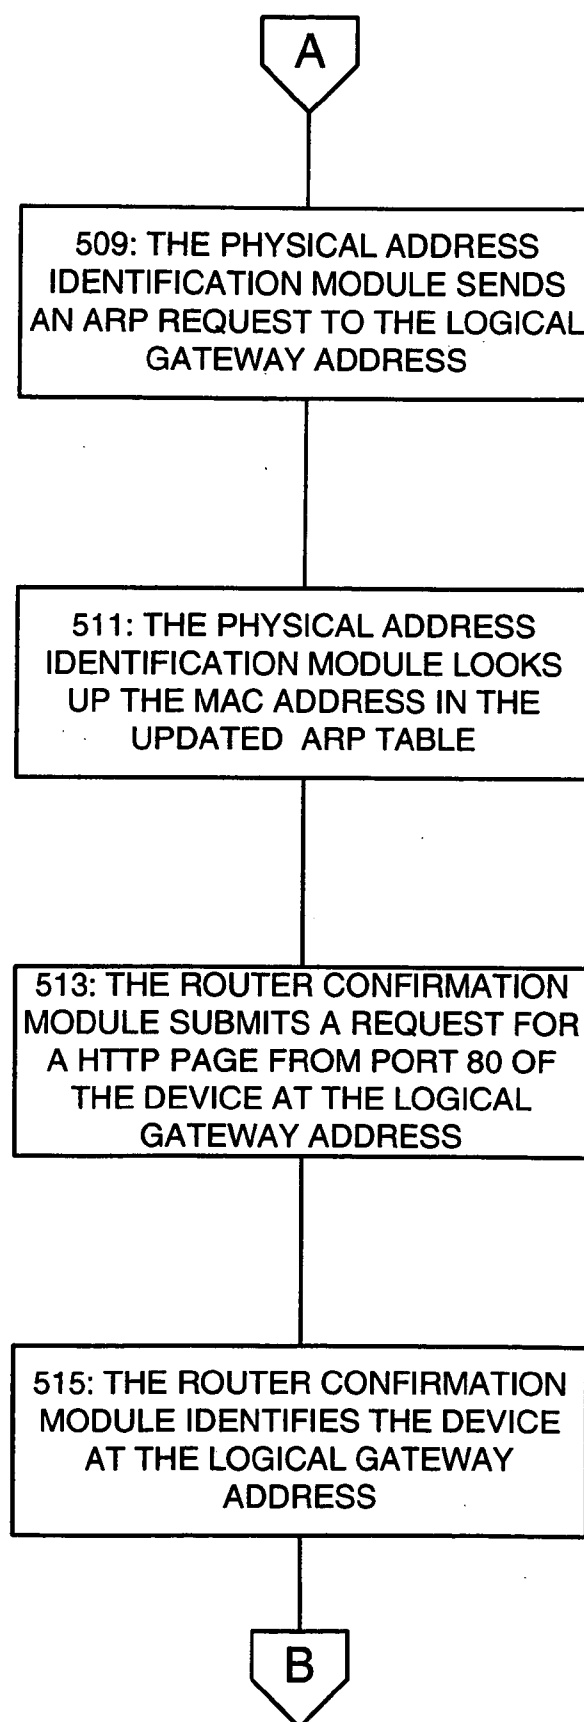 A
509: THE PHYSICAL ADDRESS
IDENTIFICATION MODULE SENDS
AN ARP REQUEST TO THE LOGICAL
GATEWAY ADDRESS
511: THE PHYSICAL ADDRESS
IDENTIFICATION MODULE LOOKS
UP THE MAC ADDRESS IN THE
UPDATED ARP TABLE
513: THE ROUTER CONFIRMATION
MODULE SUBMITS A REQUEST FOR
A HTTP PAGE FROM PORT 80 OF
THE DEVICE AT THE LOGICAL
GATEWAY ADDRESS
515: THE ROUTER CONFIRMATION
MODULE IDENTIFIES THE DEVICE
AT THE LOGICAL GATEWAY
ADDRESS
B